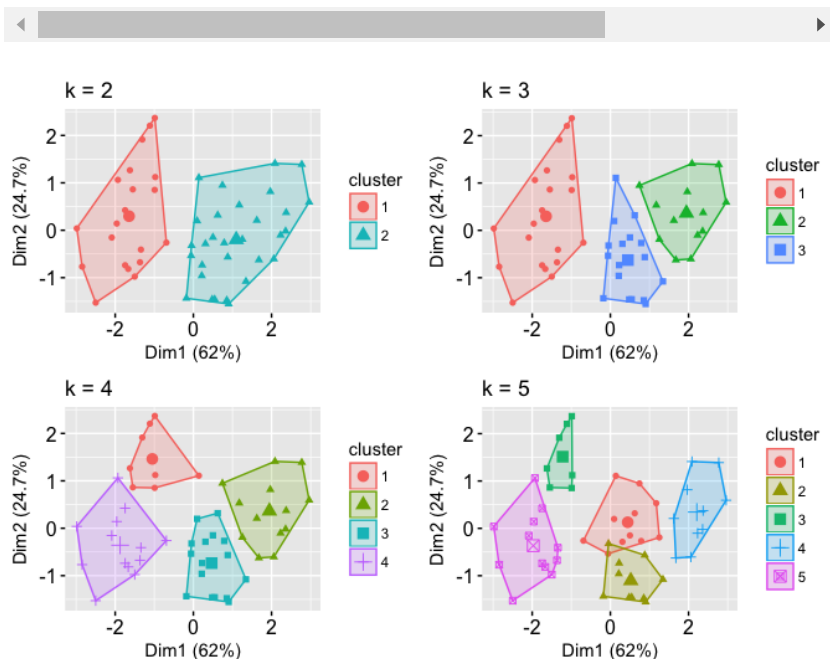 k = 2
2
1
0
-1
Dim2 (24.7%)
-2
0
2
Dim1 (62%)
cluster
1
2
k = 3
2
1
0
-1
Dim2 (24.7%)
-2
0
2
Dim1 (62%)
cluster
1
2
3
k = 4
2
1
0
-1
Dim2 (24.7%)
-2
0
2
Dim1 (62%)
cluster
1
2
3
4
k = 5
2
1
0
-1
Dim2 (24.7%)
-2
0
2
Dim1 (62%)
cluster
1
2
3
4
5